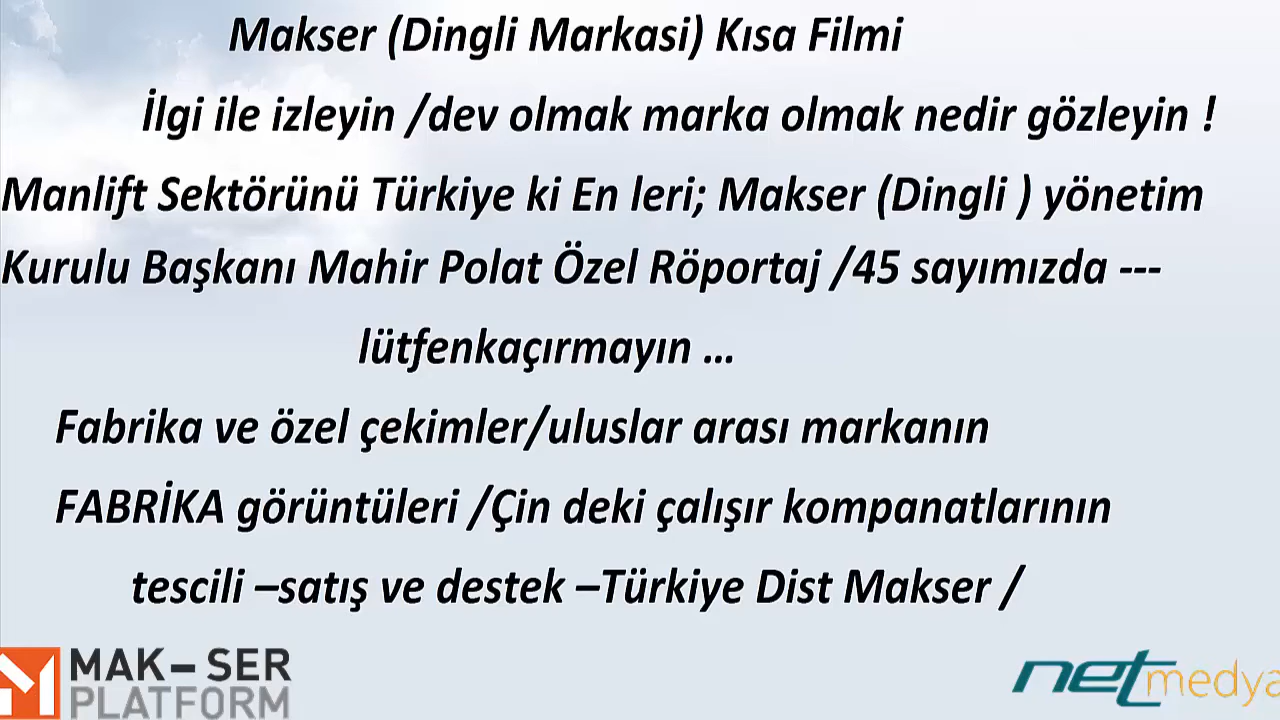 Makser (Dingli Markasi) Kısa Filmi
İlgi ile izleyin /dev olmak marka olmak nedir gözleyin !
Manlift Sektörünü Türkiye ki En leri; Makser (Dingli ) yönetim
Kurulu Başkanı Mahir Polat Özel Röportaj /45 sayımızda ---
lütfenkaçırmayın ...
Fabrika ve özel çekimler/uluslar arası markanın
FABRİKA görüntüleri /Çin deki çalışır kompanatlarının
tescili –satış ve destek –Türkiye Dist Makser /
MAK–SER
PLATFORM
netmedya